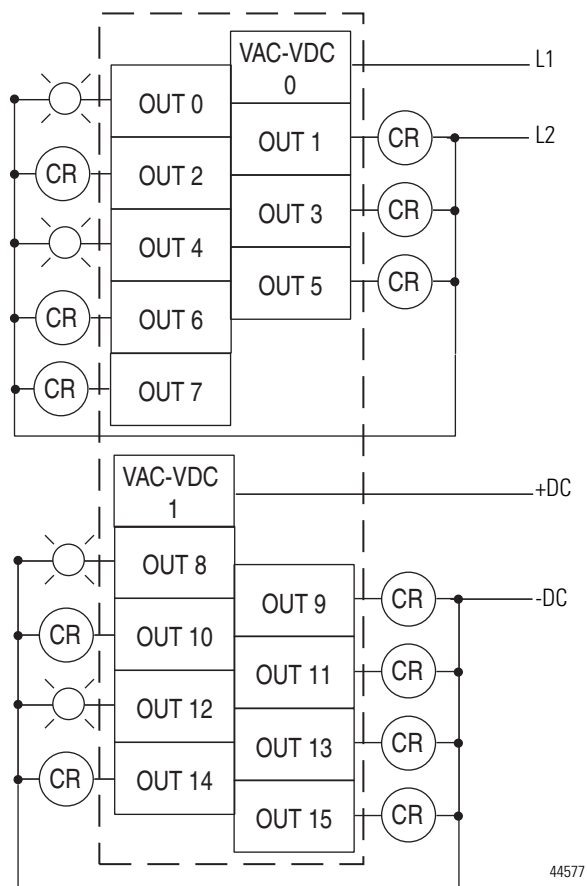 VAC-VDC
0
L1
OUT 0
OUT 1
CR
L2
CR
OUT 2
OUT 3
CR
OUT 4
OUT 5
CR
CR
OUT 6
CR
OUT 7
VAC-VDC
1
+DC
OUT 8
OUT 9
CR
-DC
CR
OUT 10
OUT 11
CR
OUT 12
OUT 13
CR
CR
OUT 14
OUT 15
CR
44577